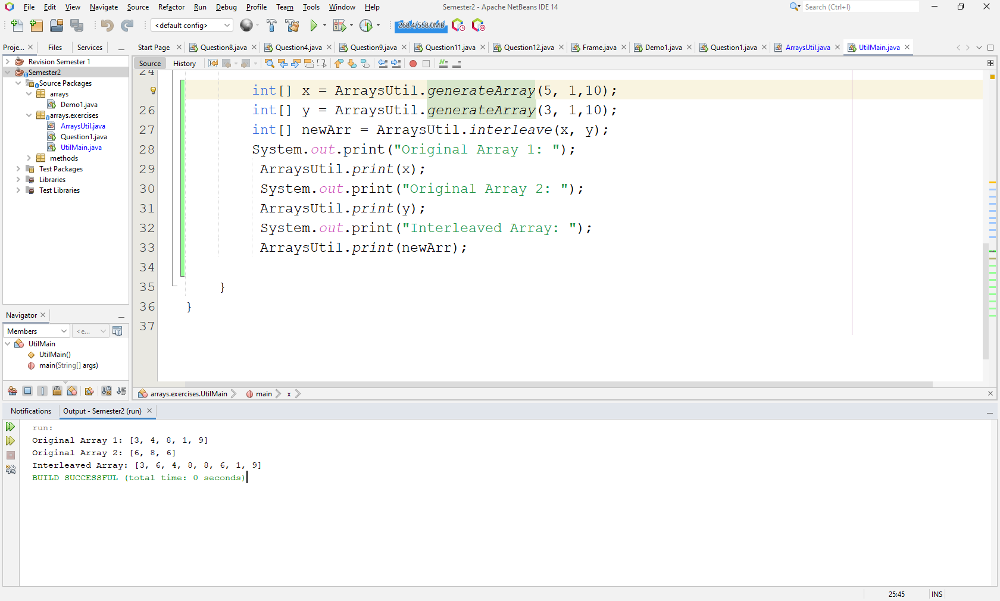 File Edit View Navigate Source Refactor Run Debug Profile Team Tools Window Help
Semester2 - Apache NetBeans IDE 14
Search (Ctrl+I)
<default config>
268.4/558.0MB
Proje... Files Services
Start Page Question8.java Question4.java Question9.java Question11.java Question12.java Frame.java Demo1.java Question1.java ArraysUtil.java UtilMain.java
Revision Semester 1
Semester2
Source Packages
arrays
Demo1.java
arrays.exercises
ArraysUtil.java
Question1.java
UtilMain.java
methods
Test Packages
Libraries
Test Libraries
Source History
24
int[] x = ArraysUtil.generateArray(5, 1,10);
26 int[] y = ArraysUtil.generateArray(3, 1,10);
27 int[] newArr = ArraysUtil.interleave(x, y);
28 System.out.print("Original Array 1: ");
29 ArraysUtil.print(x);
30 System.out.print("Original Array 2: ");
31 ArraysUtil.print(y);
32 System.out.print("Interleaved Array: ");
33 ArraysUtil.print(newArr);
34
35 }
36 }
37
Navigator
Members <e...
UtilMain
UtilMain()
main(String[] args)
arrays.exercises.UtilMain main x
Notifications Output - Semester2 (run)
run:
Original Array 1: [3, 4, 8, 1, 9]
Original Array 2: [6, 8, 6]
Interleaved Array: [3, 6, 4, 8, 8, 6, 1, 9]
BUILD SUCCESSFUL (total time: 0 seconds)
25:45 INS